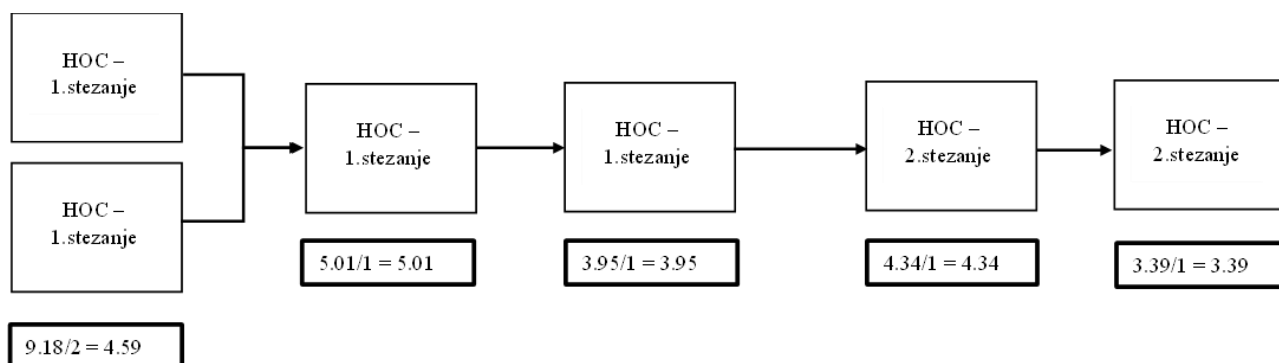 HOC –
1.stezanje
HOC –
1.stezanje
9.18/2 = 4.59
HOC –
1.stezanje
5.01/1 = 5.01
HOC –
1.stezanje
3.95/1 = 3.95
HOC –
2.stezanje
4.34/1 = 4.34
HOC –
2.stezanje
3.39/1 = 3.39